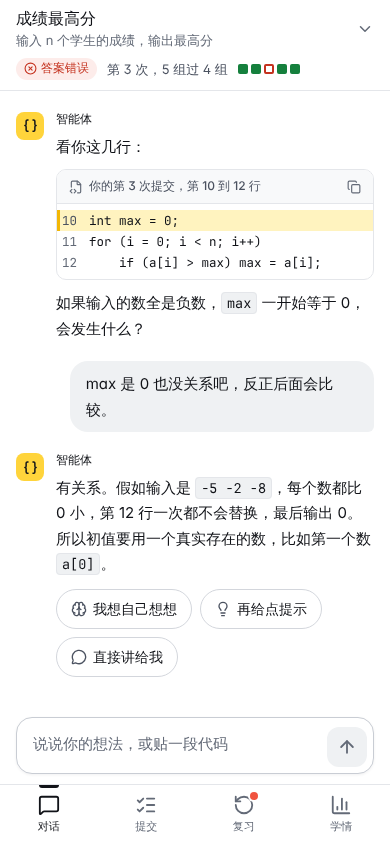 成绩最高分
输入 n 个学生的成绩，输出最高分
答案错误 第 3 次，5 组过 4 组
{ } 智能体
看你这几行：
你的第 3 次提交，第 10 到 12 行
10 int max = 0;
11 for (i = 0; i < n; i++)
12 if (a[i] > max) max = a[i];
如果输入的数全是负数，max 一开始等于 0，
会发生什么？
max 是 0 也没关系吧，反正后面会比
较。
{ } 智能体
有关系。假如输入是 -5 -2 -8，每个数都比
0 小，第 12 行一次都不会替换，最后输出 0。
所以初值要用一个真实存在的数，比如第一个数
a[0]。
我想自己想想 再给点提示
直接讲给我
说说你的想法，或贴一段代码
对话 提交 复习 学情